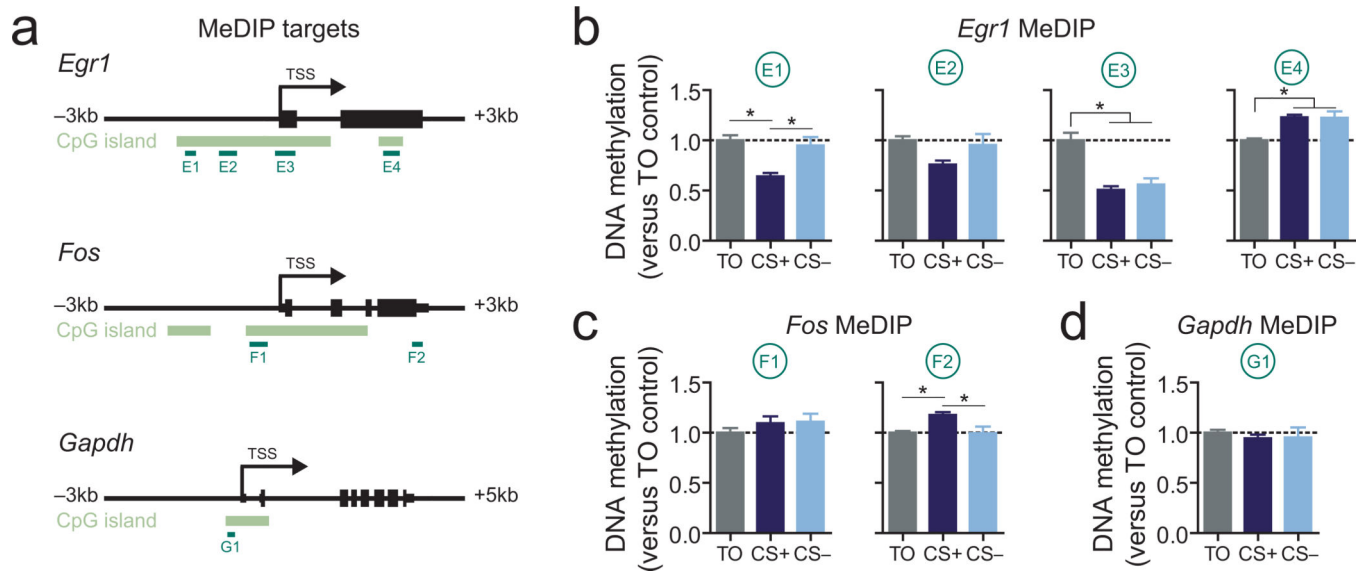 a
MeDIP targets
Egr1
TSS
–3kb
+3kb
CpG island
E1 E2 E3 E4
Fos
TSS
–3kb
+3kb
CpG island
F1 F2
Gapdh
TSS
–3kb
+5kb
CpG island
G1
b
Egr1 MeDIP
DNA methylation
(versus TO control)
E1
1.5
1.0
0.5
0.0
* *
TO CS+ CS–
E2
TO CS+ CS–
E3
*
TO CS+ CS–
E4
*
TO CS+ CS–
c
Fos MeDIP
DNA methylation
(versus TO control)
F1
1.5
1.0
0.5
0.0
TO CS+ CS–
F2
* *
TO CS+ CS–
d
Gapdh MeDIP
DNA methylation
(versus TO control)
G1
1.5
1.0
0.5
0.0
TO CS+ CS–